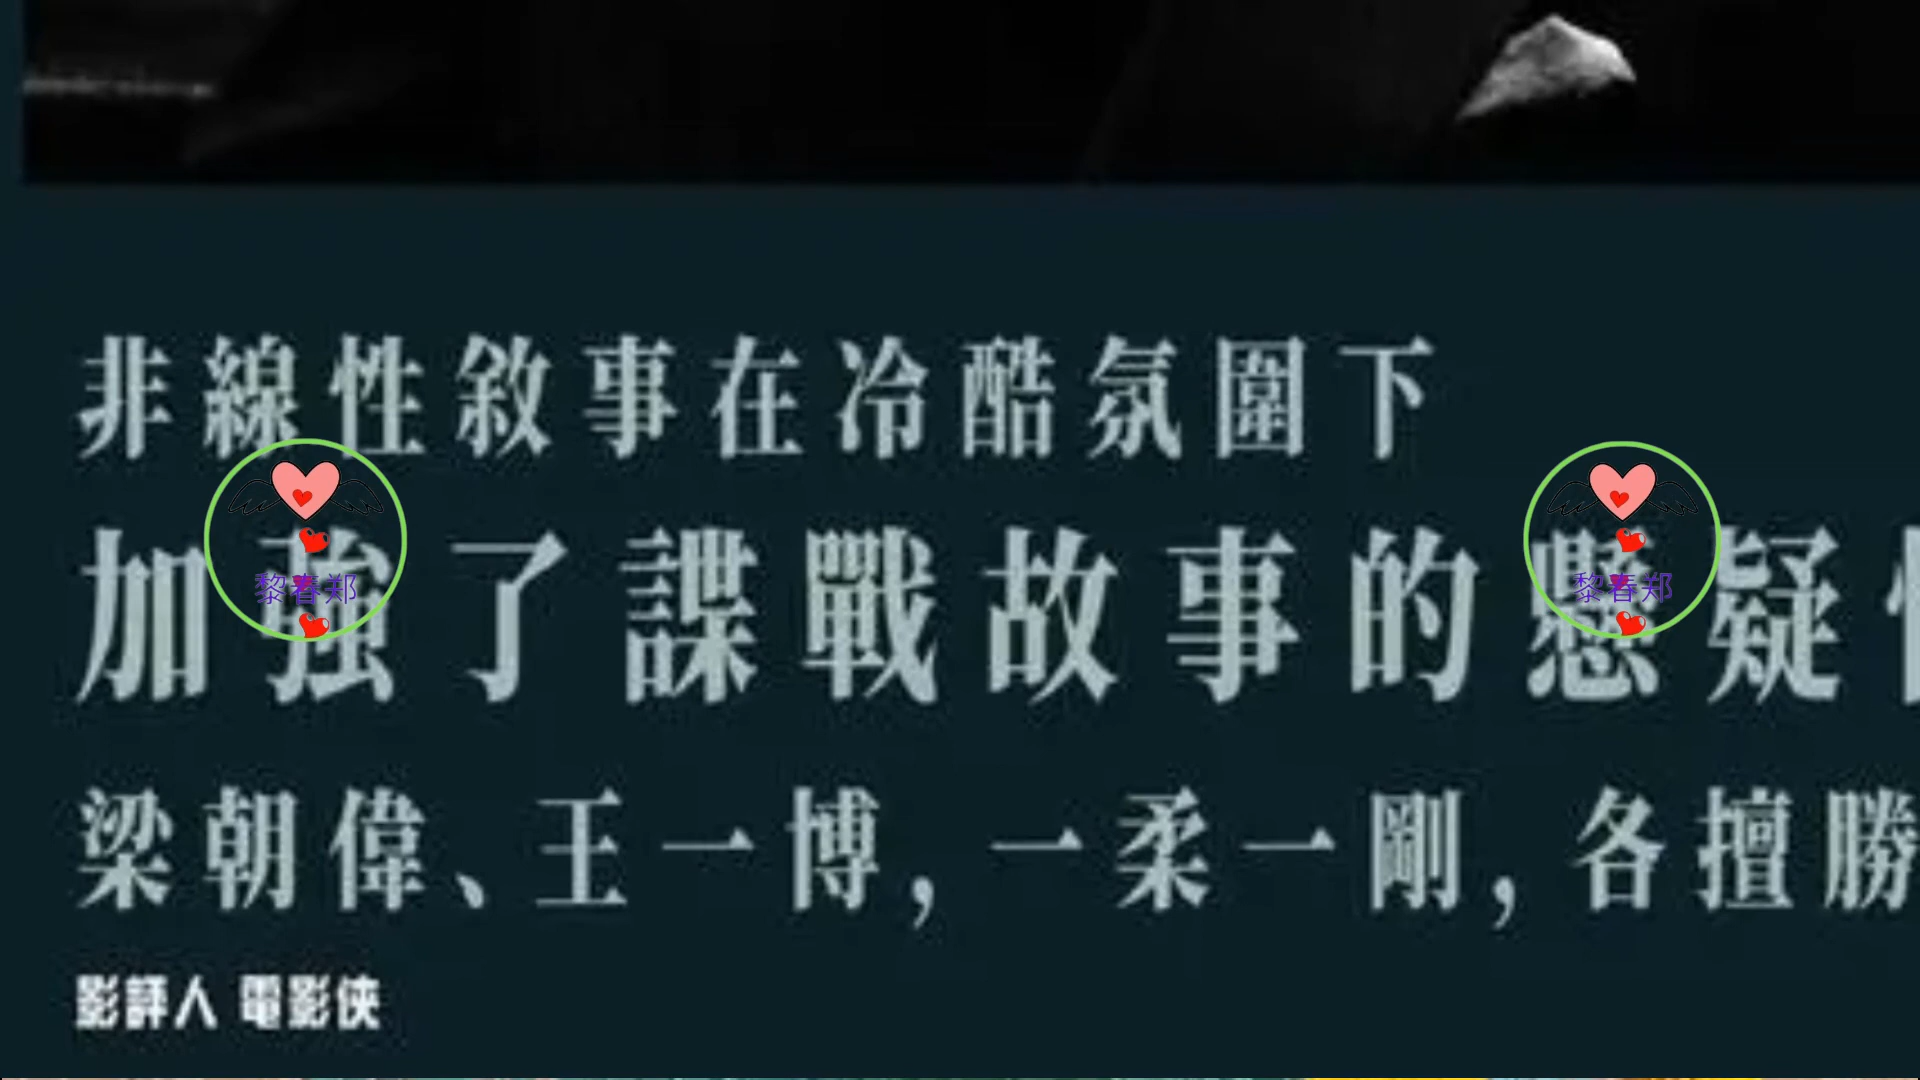 非線性敘事在冷酷氛圍下
加強了諜戰故事的懸疑
梁朝偉、王一博，一柔一剛，各擅勝
影評人 電影俠
黎春郑
黎春郑